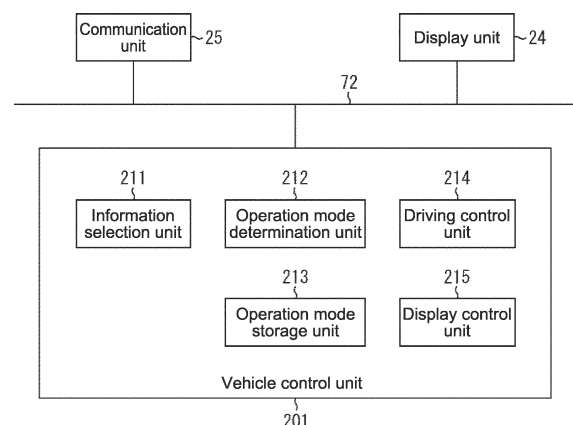 Communication
unit
25
Display unit
24
72
211
212
214
Information
selection unit
Operation mode
determination unit
Driving control
unit
213
215
Operation mode
storage unit
Display control
unit
Vehicle control unit
201